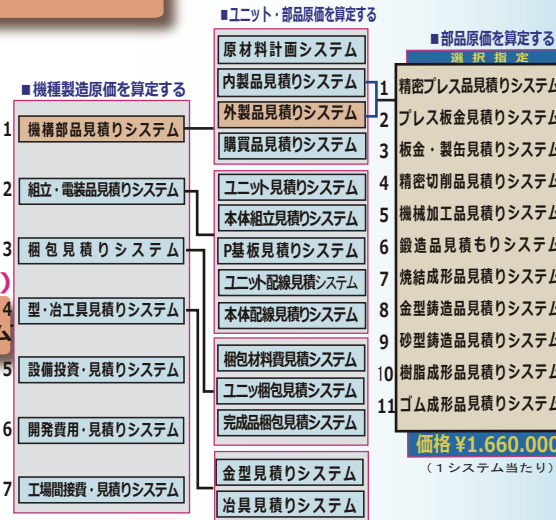 ■機種製造原価を算定する
1 機構部品見積りシステム
2 組立・電装品見積りシステム
3 梱包見積りシステム
4 型・冶工具見積りシステム
5 設備投資・見積りシステム
6 開発費用・見積りシステム
7 工場間接費・見積りシステム
)
ム
■ユニット・部品原価を算定する
原材料計画システム
内製品見積りシステム
外製品見積りシステム
購買品見積りシステム
ユニット見積りシステム
本体組立見積りシステム
P基板見積りシステム
ユニット配線見積システム
本体配線見積りシステム
梱包材料費見積システム
ユニッ梱包見積システム
完成品梱包見積システム
金型見積りシステム
冶具見積りシステム
■部品原価を算定する
選択指定
1 精密プレス品見積りシステム
2 プレス板金見積りシステム
3 板金・製缶見積りシステム
4 精密切削品見積りシステム
5 機械加工品見積りシステム
6 鍛造品見積もりシステム
7 焼結成形品見積りシステム
8 金型鋳造品見積りシステム
9 砂型鋳造品見積りシステム
10 樹脂成形品見積りシステム
11 ゴム成形品見積りシステム
価格 ¥1.660.000
(1システム当たり)